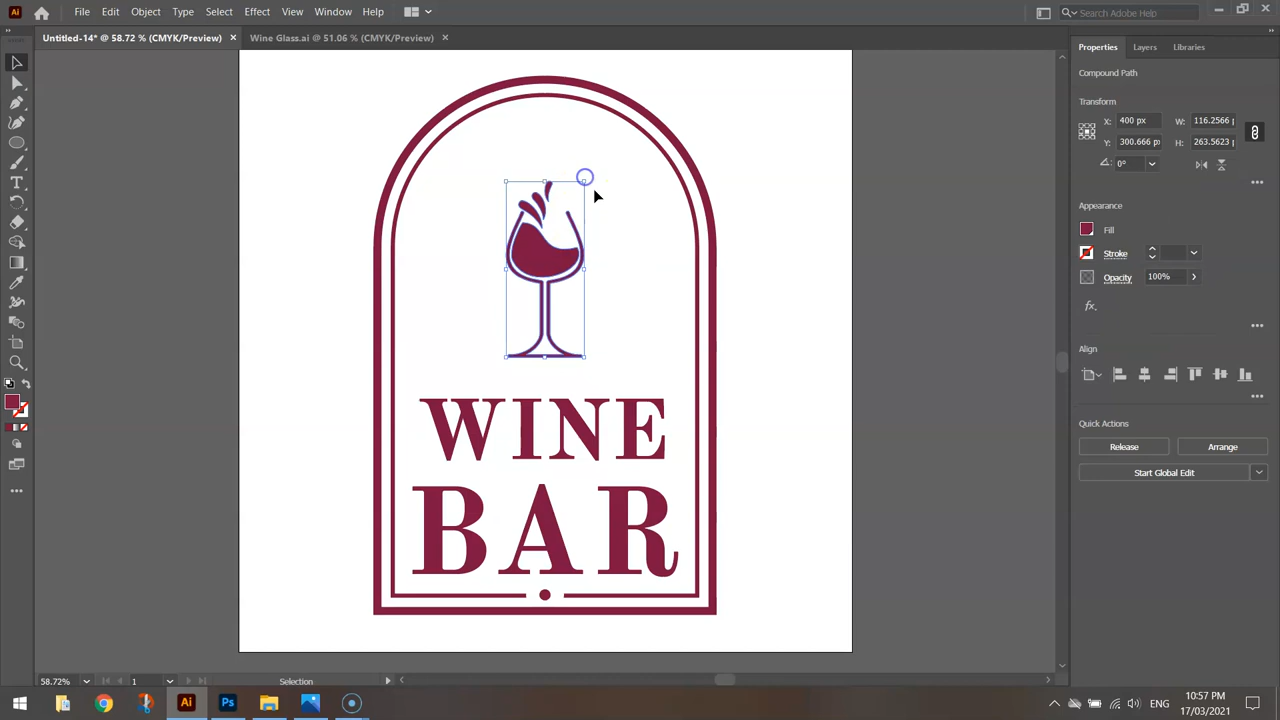 Ai File Edit Object Type Select Effect View Window Help Search Adobe Help
Untitled-14* @ 58.72 % (CMYK/Preview) × Wine Glass.ai @ 51.06 % (CMYK/Preview) ×
Properties Layers Libraries
Compound Path
Transform
X: 400 px W: 116.2566
Y: 300.666 px H: 263.5623
0°
Appearance
Fill
Stroke
Opacity 100%
fx.
Align
Quick Actions
Release Arrange
Start Global Edit
WINE
BAR
58.72% 1 Selection
Ai Ps ENG 10:57 PM
17/03/2021